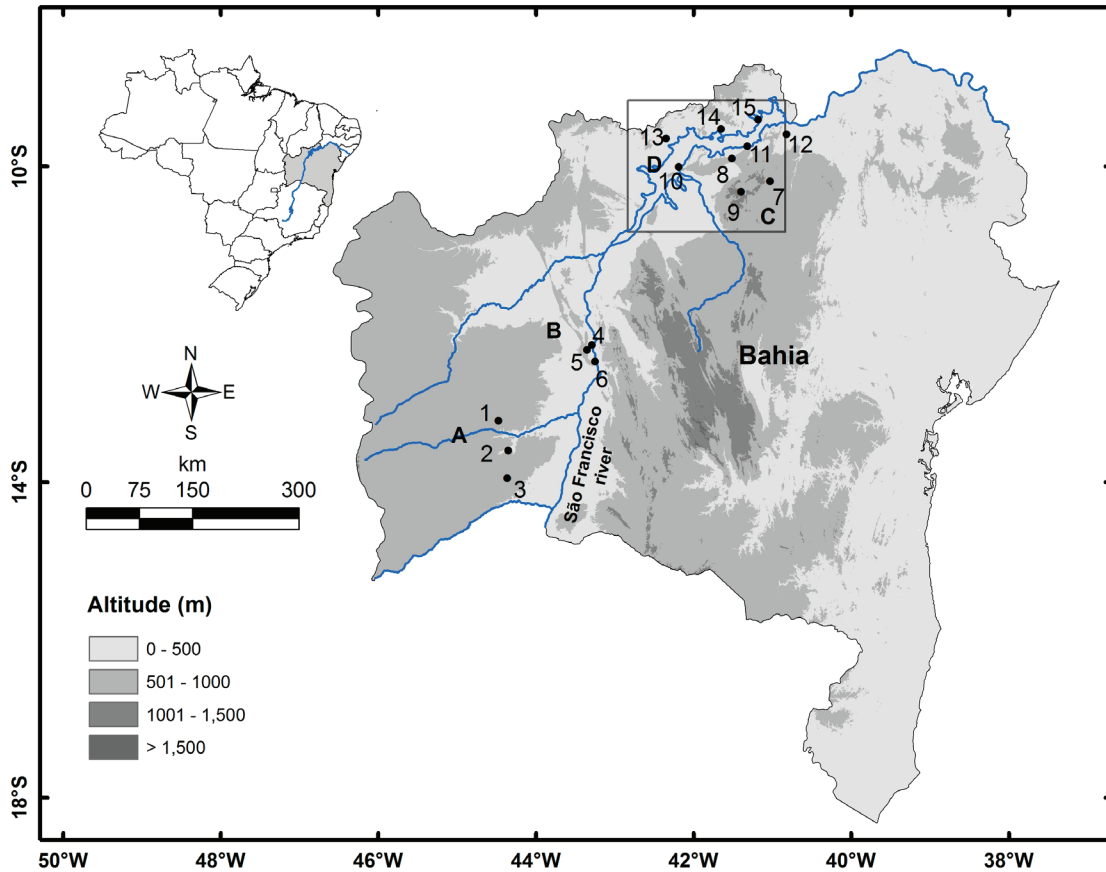 15
14
13
12
11
D
8
10
10°S
7
9
C
B
4
5
Bahia
6
N
W E
S
1
A
2
São Francisco
river
km
0 75 150 300
3
14°S
Altitude (m)
0 - 500
501 - 1000
1001 - 1,500
> 1,500
18°S
50°W 48°W 46°W 44°W 42°W 40°W 38°W